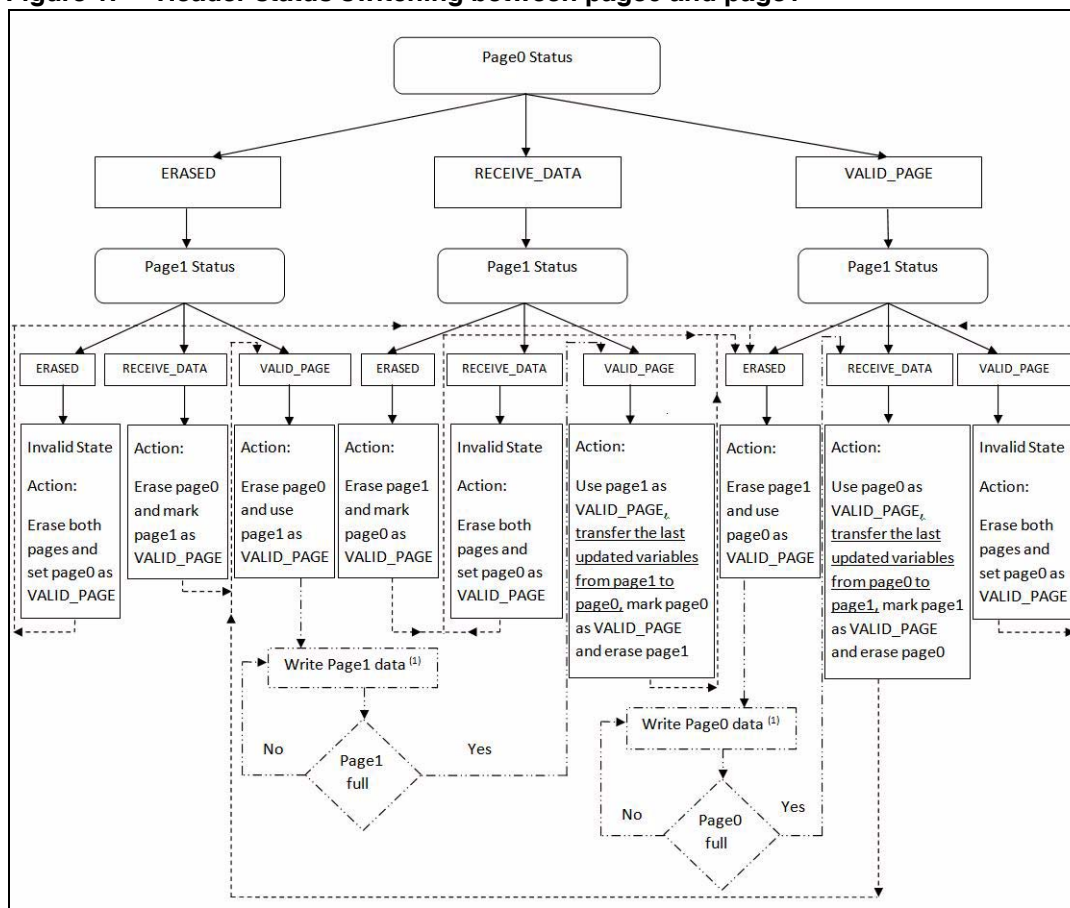 Figure 1. Header status switching between page0 and page1
Page0 Status
ERASED
RECEIVE_DATA
VALID_PAGE
Page1 Status
Page1 Status
Page1 Status
ERASED
RECEIVE_DATA
VALID_PAGE
ERASED
RECEIVE_DATA
VALID_PAGE
ERASED
RECEIVE_DATA
VALID_PAGE
Invalid State
Action:
Erase both
pages and
set page0 as
VALID_PAGE
Action:
Erase page0
and mark
page1 as
VALID_PAGE
Action:
Erase page0
and use
page1 as
VALID_PAGE
Action:
Erase page1
and mark
page0 as
VALID_PAGE
Invalid State
Action:
Erase both
pages and
set page0 as
VALID_PAGE
Action:
Use page1 as
VALID_PAGE, transfer the last
updated variables
from page1 to
page0, mark page0
as VALID_PAGE
and erase page1
Action:
Erase page1
and use
page0 as
VALID_PAGE
Action:
Use page0 as
VALID_PAGE, transfer the last
updated variables
from page0 to
page1, mark page1
as VALID_PAGE
and erase page0
Invalid State
Action:
Erase both
pages and
set page0 as
VALID_PAGE
Write Page1 data (1)
No
Page1
full
Yes
Write Page0 data (1)
No
Page0
full
Yes